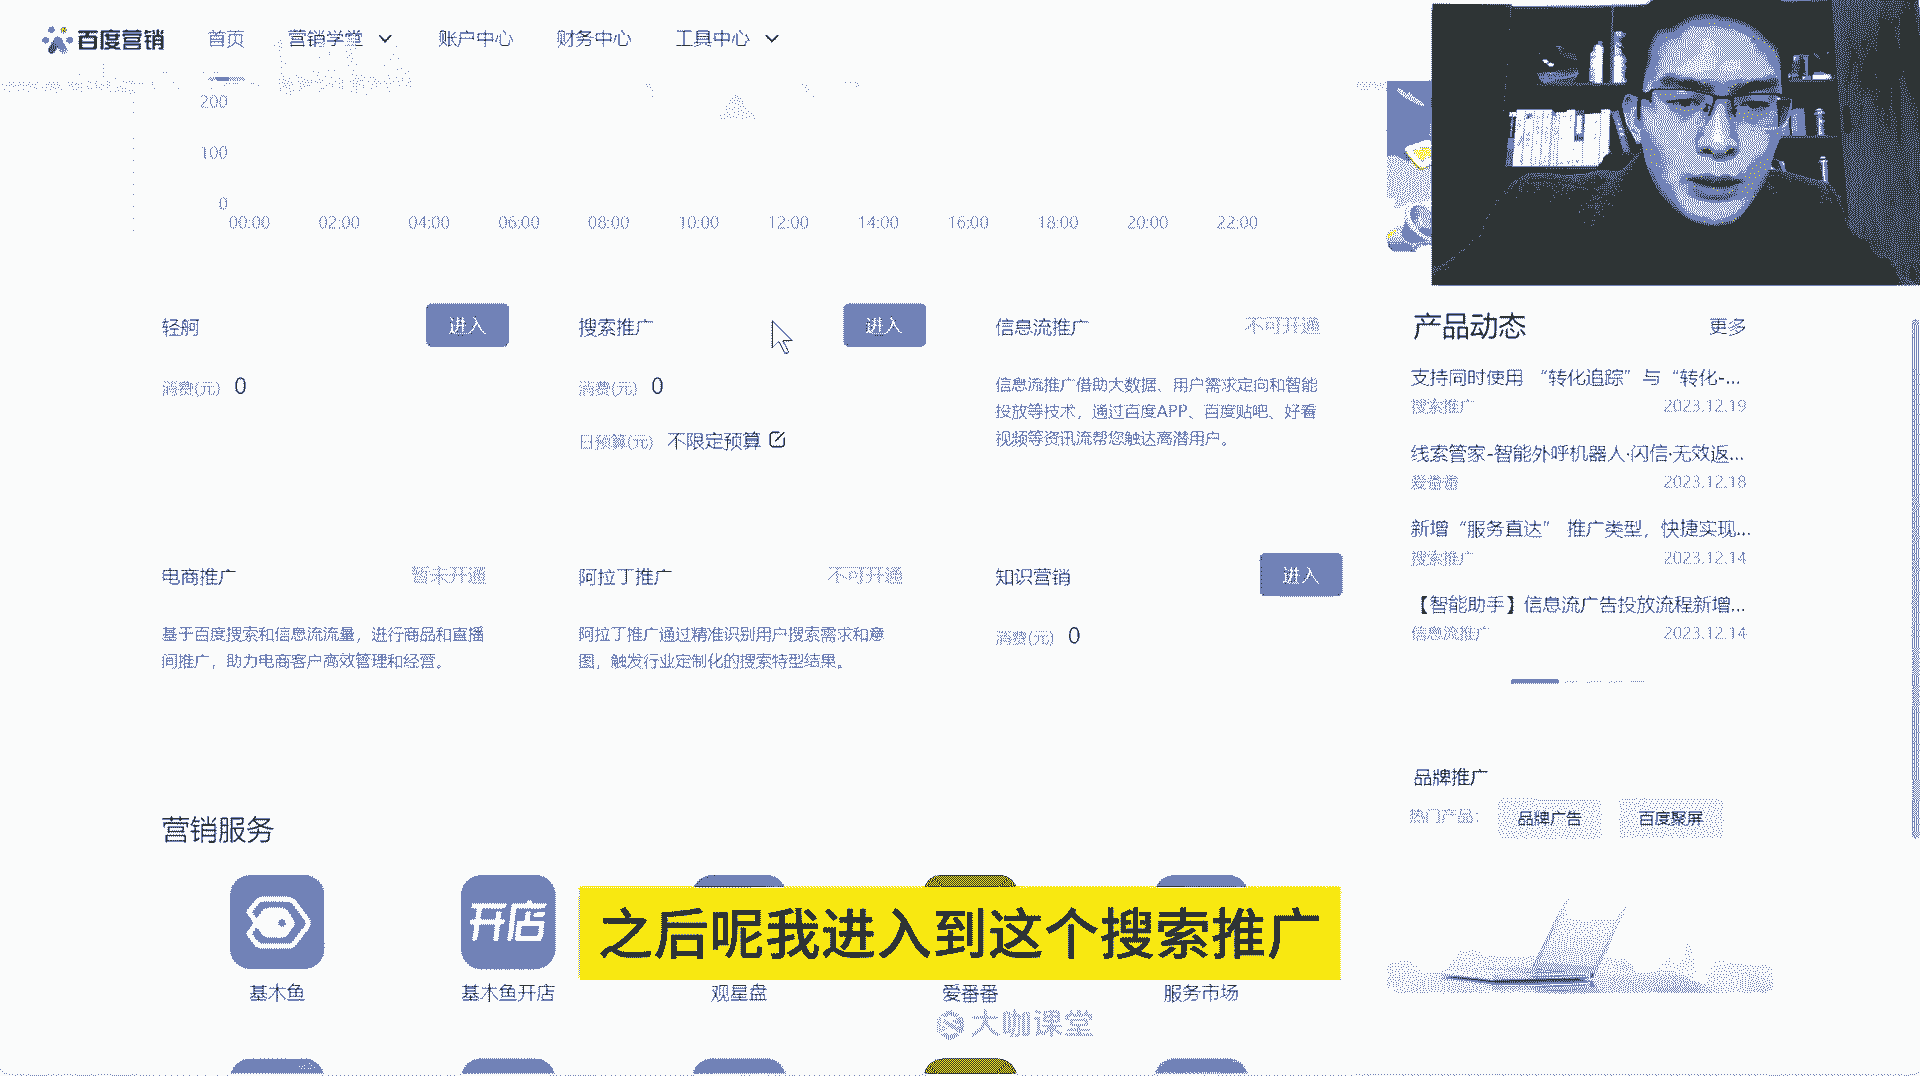 百度营销 首页 营销学堂 账户中心 财务中心 工具中心
200
100
0
00:00 02:00 04:00 06:00 08:00 10:00 12:00 14:00 16:00 18:00 20:00 22:00
轻舸 进入
消费(元) 0
搜索推广 进入
消费(元) 0
日预算(元) 不限定预算
信息流推广 不可开通
信息流推广借助大数据、用户需求定向和智能
投放等技术，通过百度APP、百度贴吧、好看
视频等资讯流帮您触达高潜用户。
电商推广 暂未开通
基于百度搜索和信息流流量，进行商品和直播
间推广，助力电商客户高效管理和经营。
阿拉丁推广 不可开通
阿拉丁推广通过精准识别用户搜索需求和意
图，触发行业定制化的搜索特型结果。
知识营销 进入
消费(元) 0
产品动态 更多
支持同时使用 “转化追踪”与“转化-...
搜索推广 2023.12.19
线索管家-智能外呼机器人·闪信·无效返...
爱番番 2023.12.18
新增“服务直达” 推广类型，快捷实现...
搜索推广 2023.12.14
【智能助手】信息流广告投放流程新增...
信息流推广 2023.12.14
品牌推广
热门产品: 品牌广告 百度聚屏
营销服务
开店
之后呢我进入到这个搜索推广
基木鱼 基木鱼开店 观星盘 爱番番 服务市场
大咖课堂